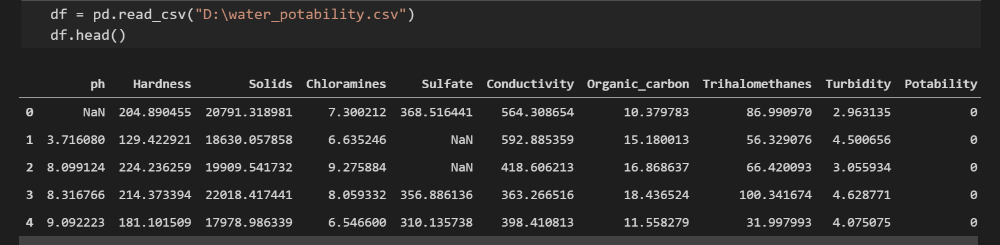 df = pd.read_csv("D:\water_potability.csv")
df.head()
ph Hardness Solids Chloramines Sulfate Conductivity Organic_carbon Trihalomethanes Turbidity Potability
0 NaN 204.890455 20791.318981 7.300212 368.516441 564.308654 10.379783 86.990970 2.963135 0
1 3.716080 129.422921 18630.057858 6.635246 NaN 592.885359 15.180013 56.329076 4.500656 0
2 8.099124 224.236259 19909.541732 9.275884 NaN 418.606213 16.868637 66.420093 3.055934 0
3 8.316766 214.373394 22018.417441 8.059332 356.886136 363.266516 18.436524 100.341674 4.628771 0
4 9.092223 181.101509 17978.986339 6.546600 310.135738 398.410813 11.558279 31.997993 4.075075 0